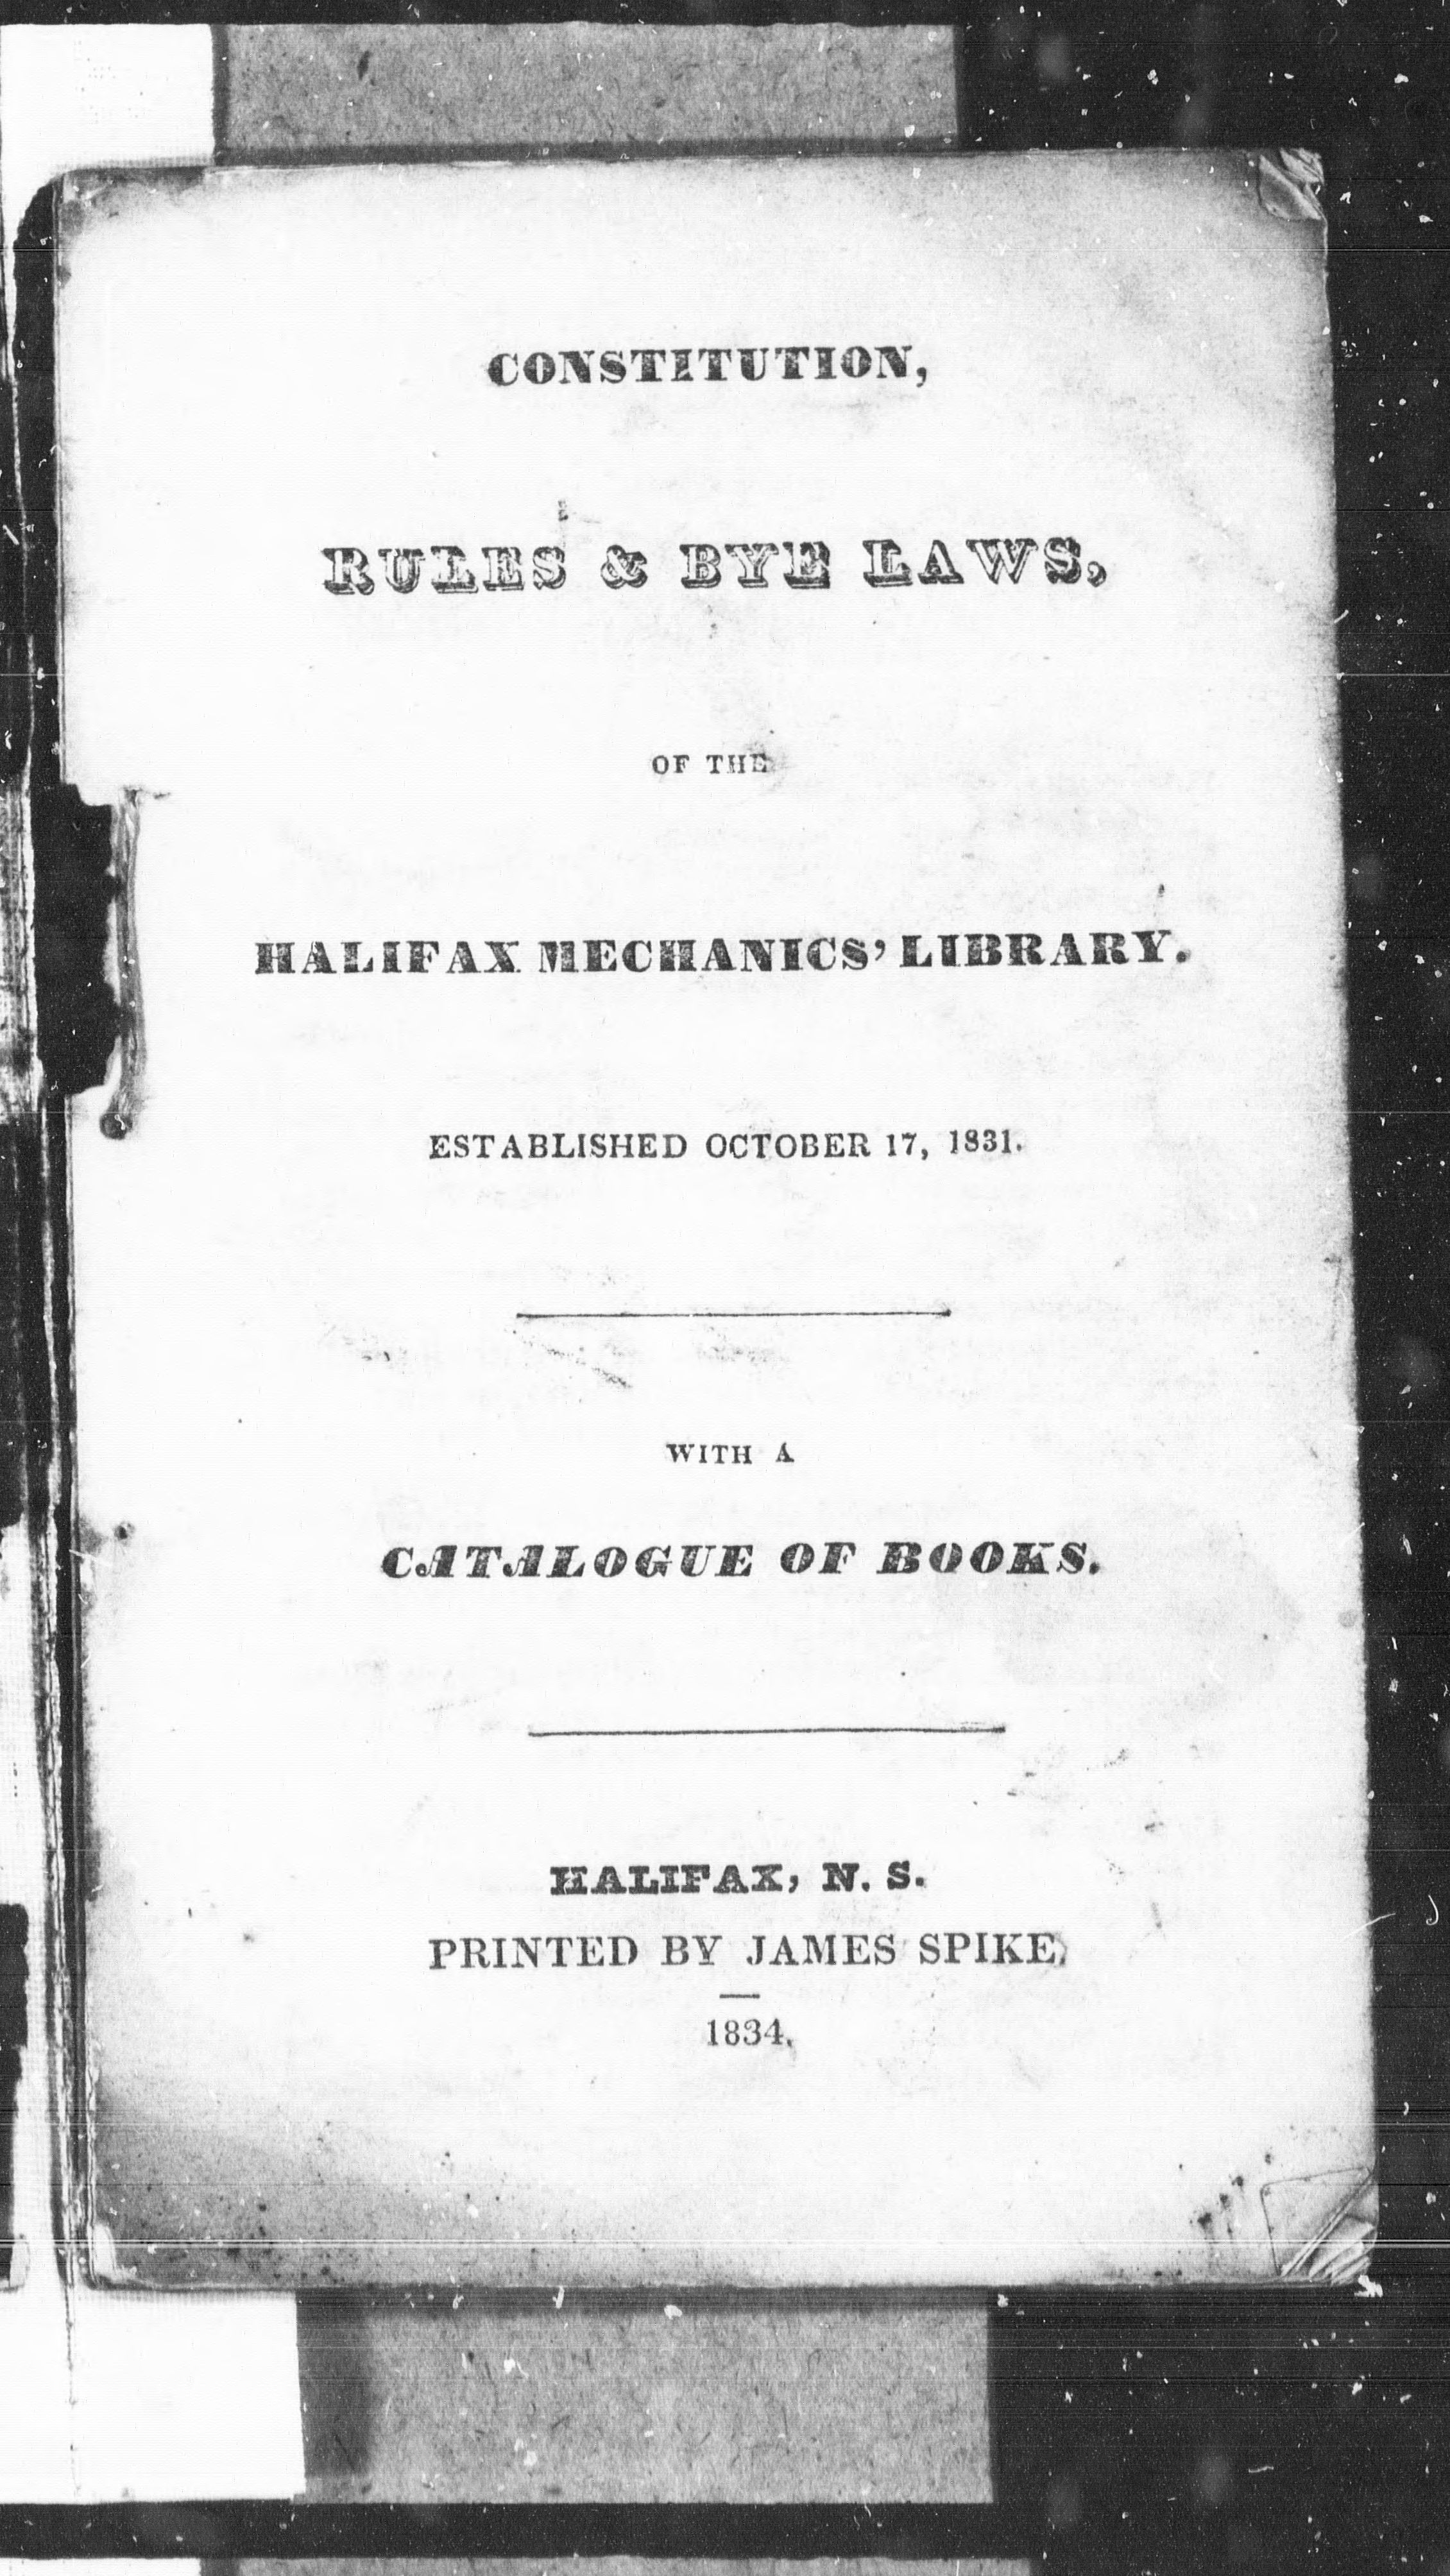 CONSTITUTION,
RULES & BYE LAWS,
OF THE
HALIFAX MECHANICS' LIBRARY.
ESTABLISHED OCTOBER 17, 1831.
WITH A
CATALOGUE OF BOOKS.
HALIFAX, N. S.
PRINTED BY JAMES SPIKE,
1834.